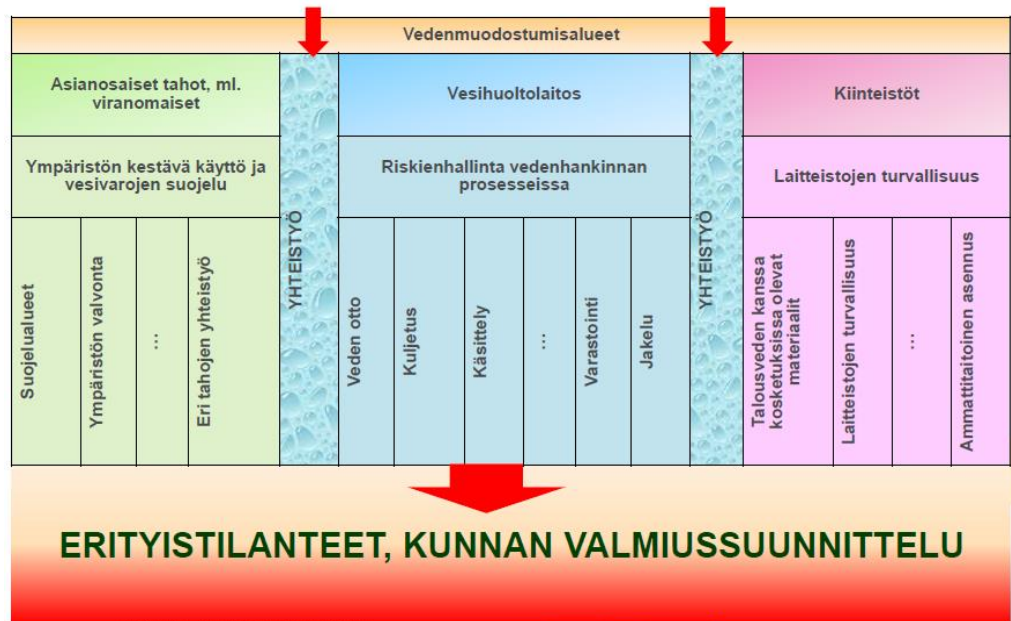 Vedenmuodostumisalueet
Asianosaiset tahot, ml.
viranomaiset
YHTEISTYÖ
Vesihuoltolaitos
YHTEISTYÖ
Kiinteistöt
Ympäristön kestävä käyttö ja
vesivarojen suojelu
Riskienhallinta vedenhankinnan
prosesseissa
Laitteistojen turvallisuus
Suojelualueet
Ympäristön valvonta
...
Eri tahojen yhteistyö
Veden otto
Kuljetus
Käsittely
...
Varastointi
Jakelu
Talousveden kanssa
kosketuksissa olevat
materiaalit
Laitteistojen turvallisuus
...
Ammattitaitoinen asennus
ERITYISTILANTEET, KUNNAN VALMIUSSUUNNITTELU